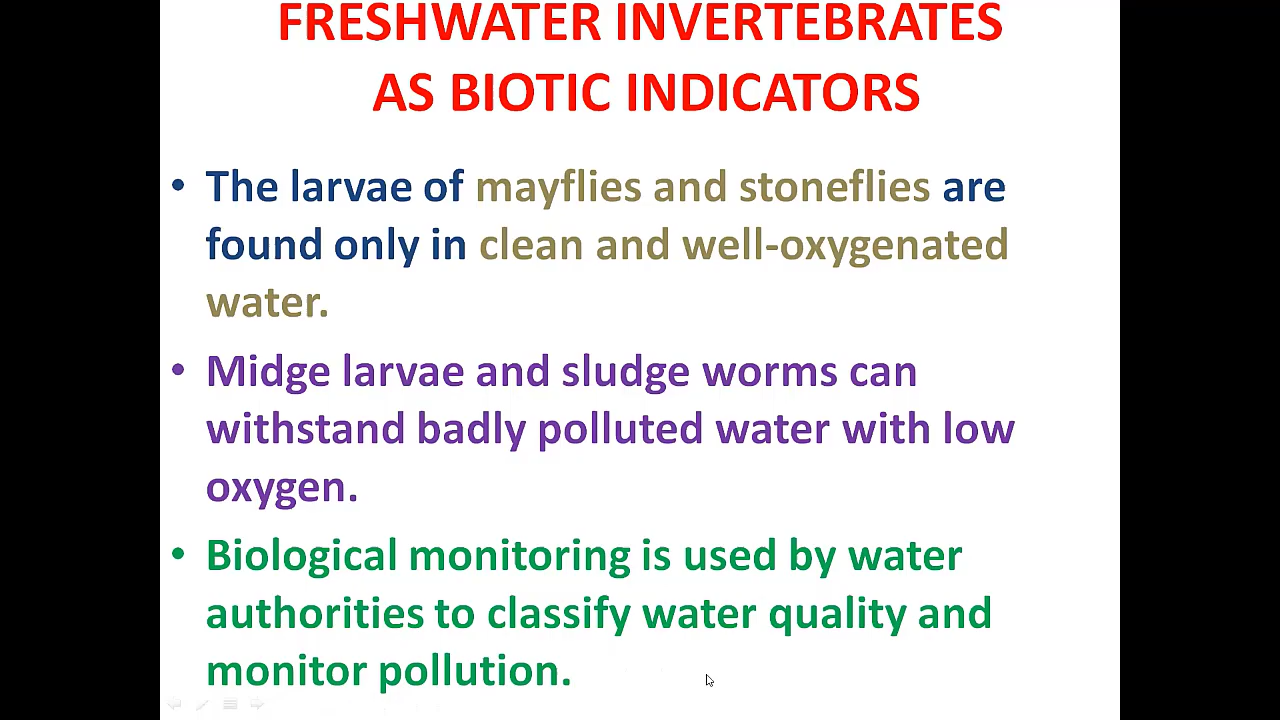 FRESHWATER INVERTEBRATES
AS BIOTIC INDICATORS
• The larvae of mayflies and stoneflies are
found only in clean and well-oxygenated
water.
• Midge larvae and sludge worms can
withstand badly polluted water with low
oxygen.
• Biological monitoring is used by water
authorities to classify water quality and
monitor pollution.